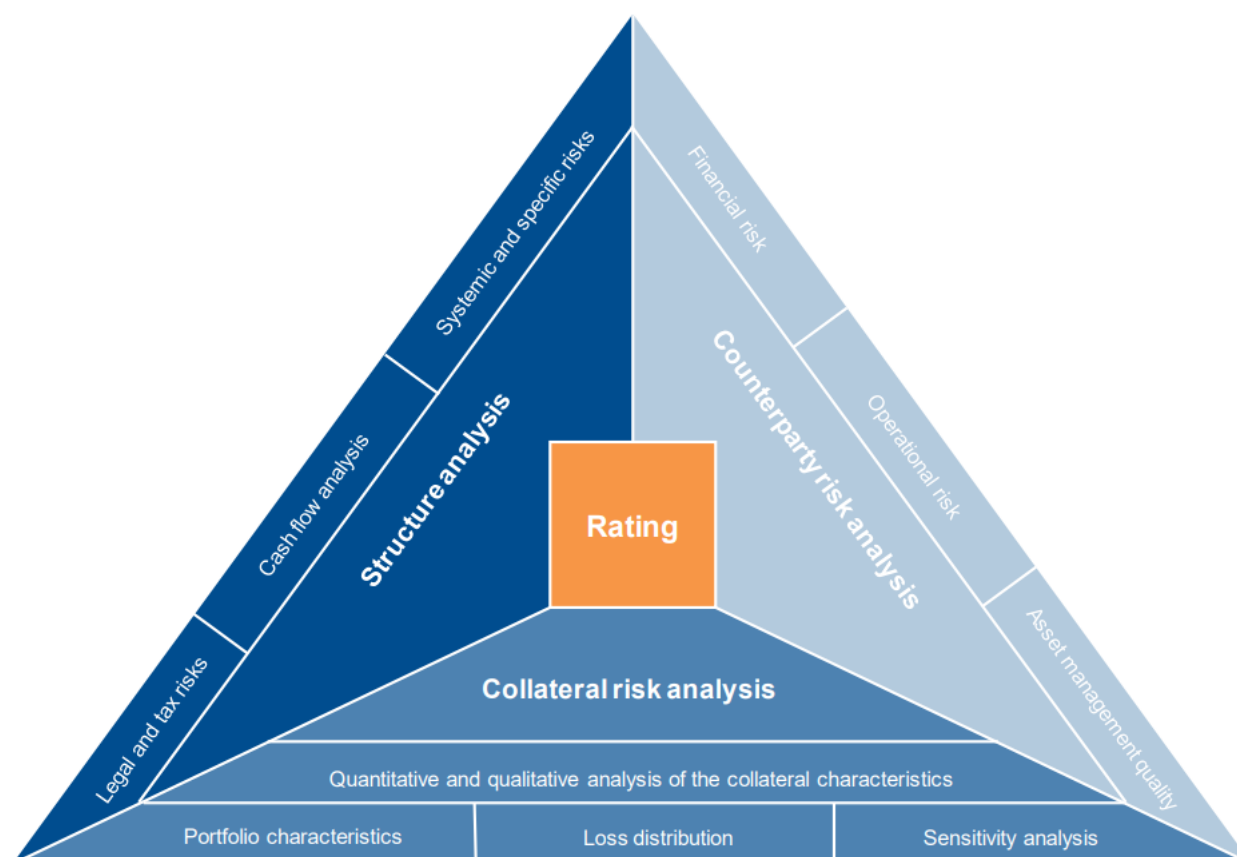 Systemic and specific risks
Cash flow analysis
Legal and tax risks
Structure analysis
Financial risk
Operational risk
Asset management quality
Counterparty risk analysis
Rating
Collateral risk analysis
Quantitative and qualitative analysis of the collateral characteristics
Portfolio characteristics
Loss distribution
Sensitivity analysis